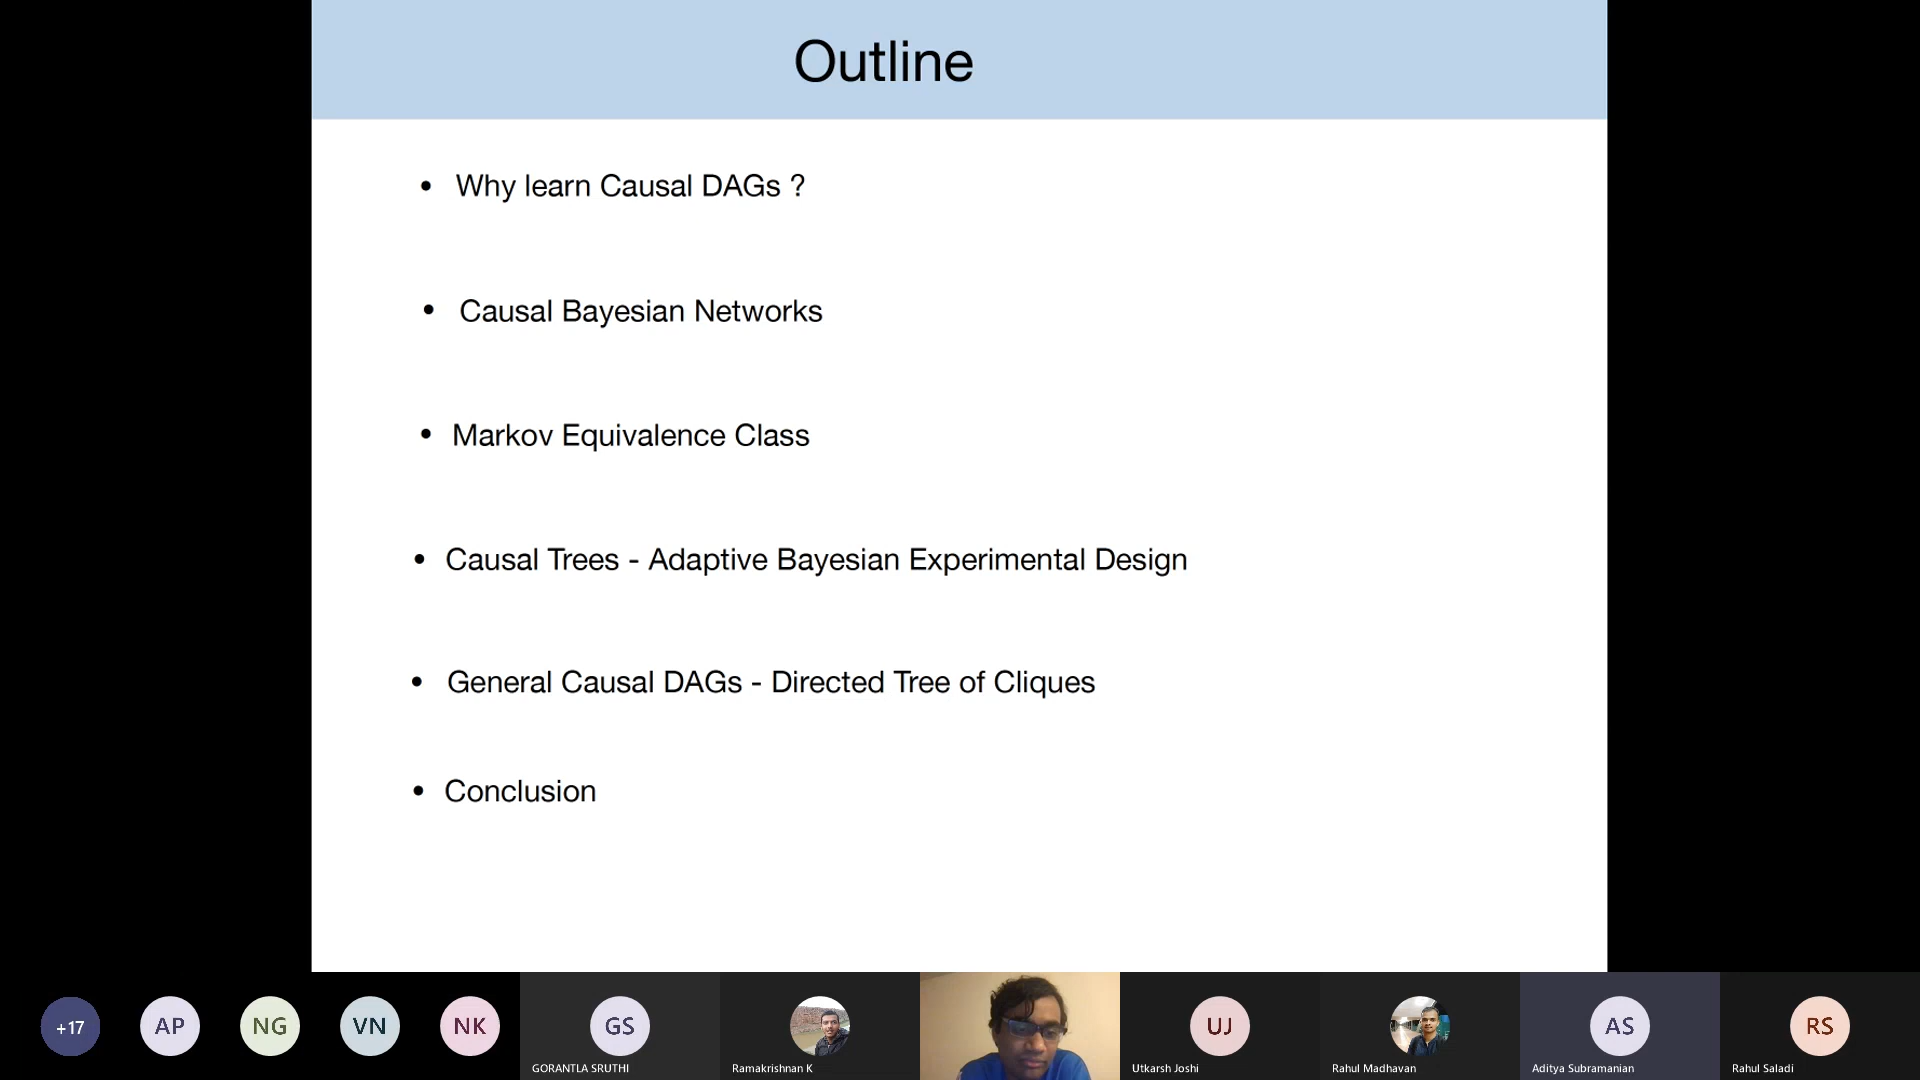 Outline
• Why learn Causal DAGs ?
• Causal Bayesian Networks
• Markov Equivalence Class
• Causal Trees - Adaptive Bayesian Experimental Design
• General Causal DAGs - Directed Tree of Cliques
• Conclusion
+17
AP
NG
VN
NK
GS
UJ
AS
RS
GORANTLA SRUTHI
Ramakrishnan K
Utkarsh Joshi
Rahul Madhavan
Aditya Subramanian
Rahul Saladi